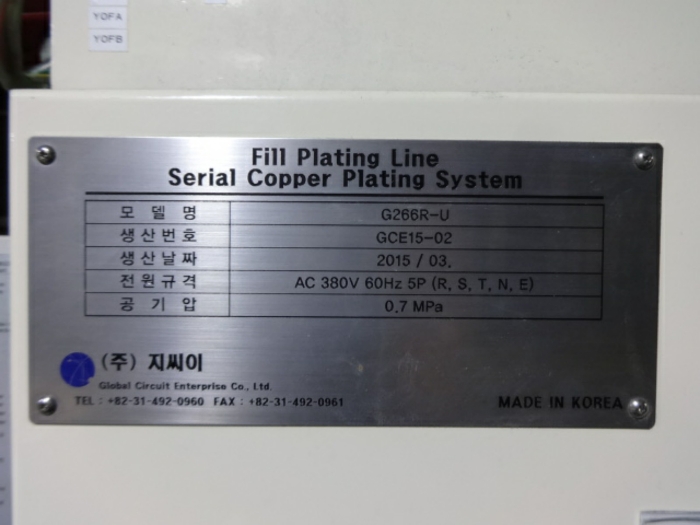 YOFA
YOFB
Fill Plating Line
Serial Copper Plating System
모델명 G266R-U
생산번호 GCE15-02
생산날짜 2015 / 03.
전원규격 AC 380V 60Hz 5P (R, S, T, N, E)
공기압 0.7 MPa
(주) 지씨이
Global Circuit Enterprise Co., Ltd.
TEL : +82-31-492-0960 FAX : +82-31-492-0961
MADE IN KOREA